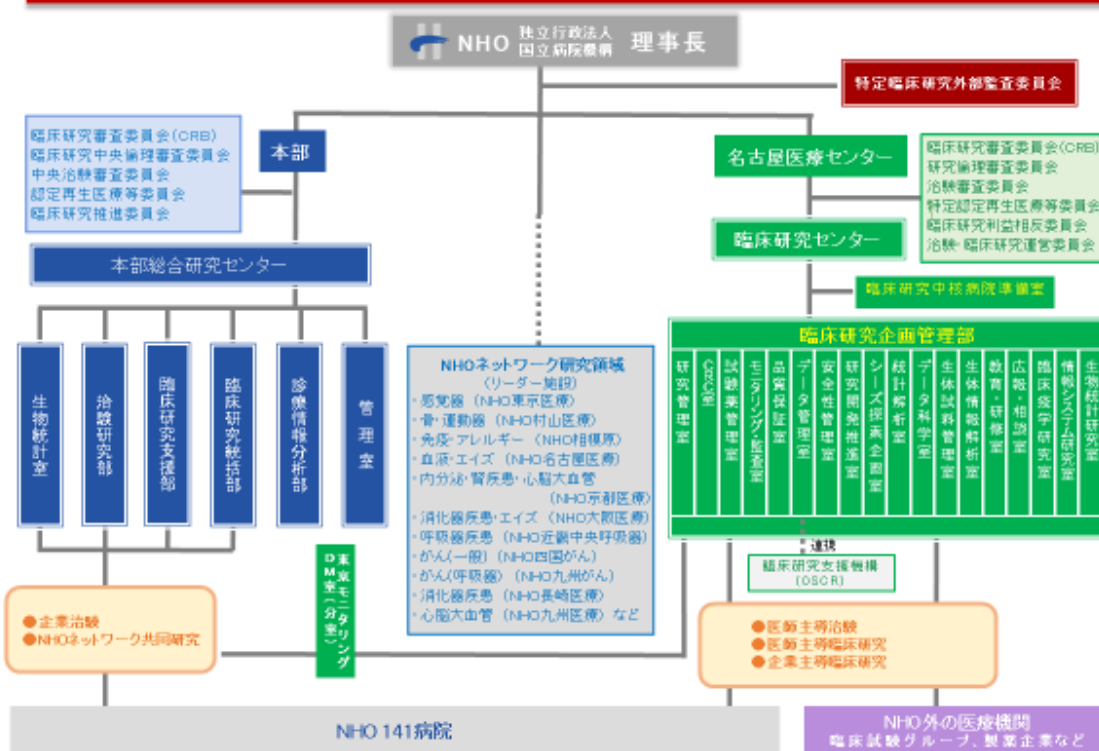 NHO 独立行政法人 国立病院機構 理事長
特定臨床研究外部監査委員会
臨床研究審査委員会(CRB)
臨床研究中央倫理審査委員会
中央治験審査委員会
認定再生医療等委員会
臨床研究推進委員会
本部
名古屋医療センター
臨床研究審査委員会(CRB)
研究倫理審査委員会
治験審査委員会
特定認定再生医療等委員会
臨床研究利益相反委員会
治験・臨床研究運営委員会
臨床研究センター
本部総合研究センター
臨床研究中核病院準備室
臨床研究企画管理部
生物統計室
治験研究部
臨床研究支援部
臨床研究統括部
診療情報分析部
管理室
NHOネットワーク研究領域
(リーダー施設)
・感覚器 (NHO東京医療)
・骨・運動器 (NHO村山医療)
・免疫・アレルギー (NHO相模原)
・血液・エイズ (NHO名古屋医療)
・内分泌・腎疾患・心脳大血管
(NHO京都医療)
・消化器疾患・エイズ (NHO大阪医療)
・呼吸器疾患 (NHO近畿中央呼吸器)
・がん(一般) (NHO四国がん)
・がん(呼吸器) (NHO九州がん)
・消化器疾患 (NHO長崎医療)
・心脳大血管 (NHO九州医療) など
研究管理室
CRC室
試験薬管理室
モニタリング・監査室
品質保証室
データ管理室
安全性管理室
研究開発推進室
シーズ探索企画室
統計解析室
データ科学室
生体試料管理室
生体情報解析室
教育・研修室
広報・相談室
臨床疫学研究室
情報システム研究室
生物統計研究室
連携
臨床研究支援機構
(OSCR)
東京モニタリング
DM室(分室)
●企業治験
●NHOネットワーク共同研究
●医師主導治験
●医師主導臨床研究
●企業主導臨床研究
NHO 141病院
NHO外の医療機関
臨床試験グループ、製薬企業など